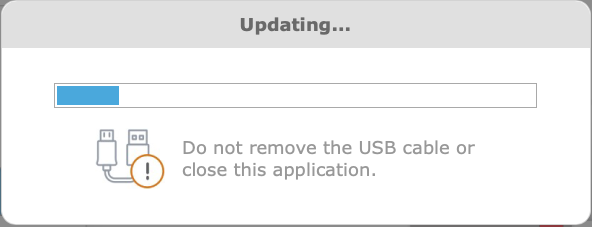 Updating...
Do not remove the USB cable or
close this application.